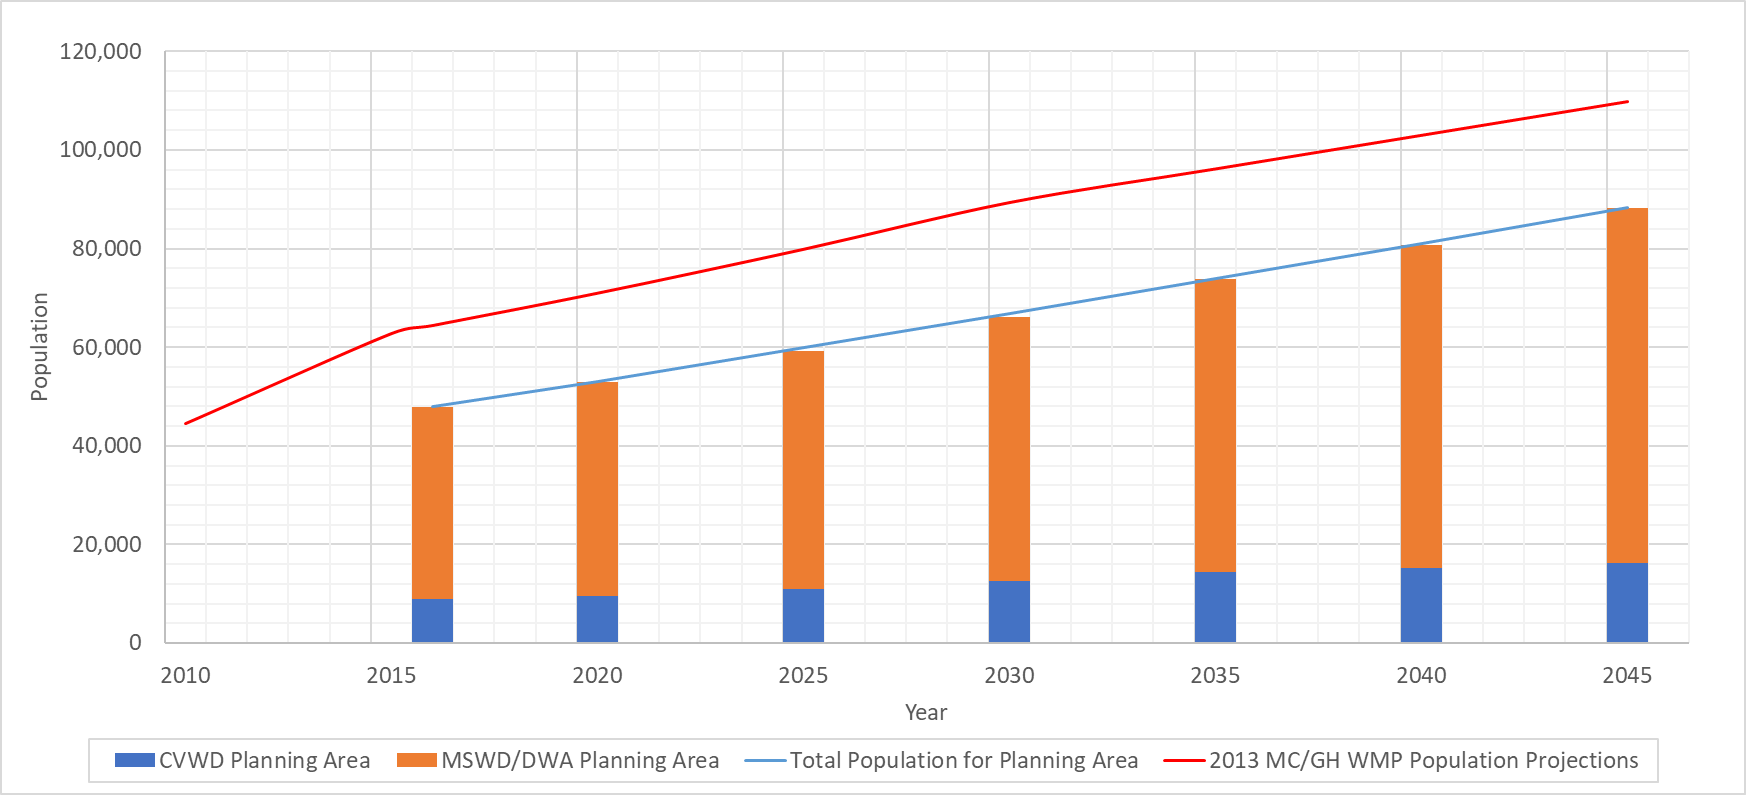 120,000
100,000
80,000
60,000
40,000
20,000
0
Population
2010 2015 2020 2025 2030 2035 2040 2045
Year
CVWD Planning Area MSWD/DWA Planning Area Total Population for Planning Area 2013 MC/GH WMP Population Projections